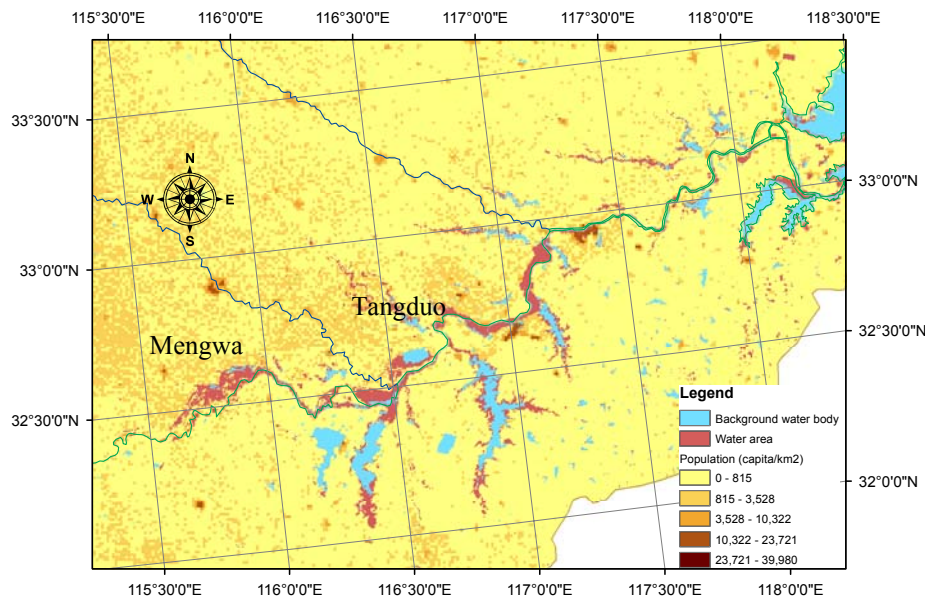 115°30'0"E 116°0'0"E 116°30'0"E 117°0'0"E 117°30'0"E 118°0'0"E 118°30'0"E
33°30'0"N
N
W E
S
33°0'0"N
33°0'0"N
Tangduo
Mengwa
32°30'0"N
32°30'0"N
Legend
Background water body
Water area
Population (capita/km2)
0 - 815
32°0'0"N
815 - 3,528
3,528 - 10,322
10,322 - 23,721
23,721 - 39,980
115°30'0"E 116°0'0"E 116°30'0"E 117°0'0"E 117°30'0"E 118°0'0"E